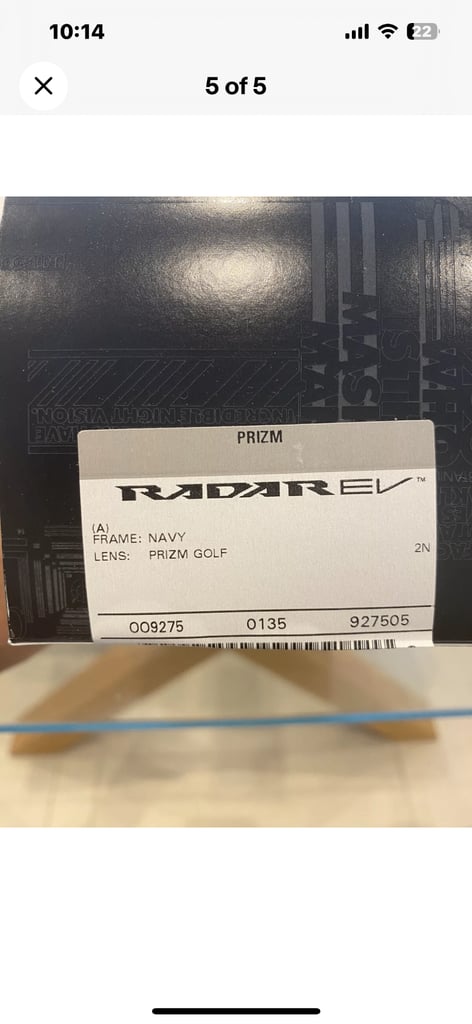 10:14
22
5 of 5
INCREDIBLE NIGHT VISION.
PRIZM
RADAR EV™
(A)
FRAME: NAVY
LENS: PRIZM GOLF
2N
009275 0135 927505